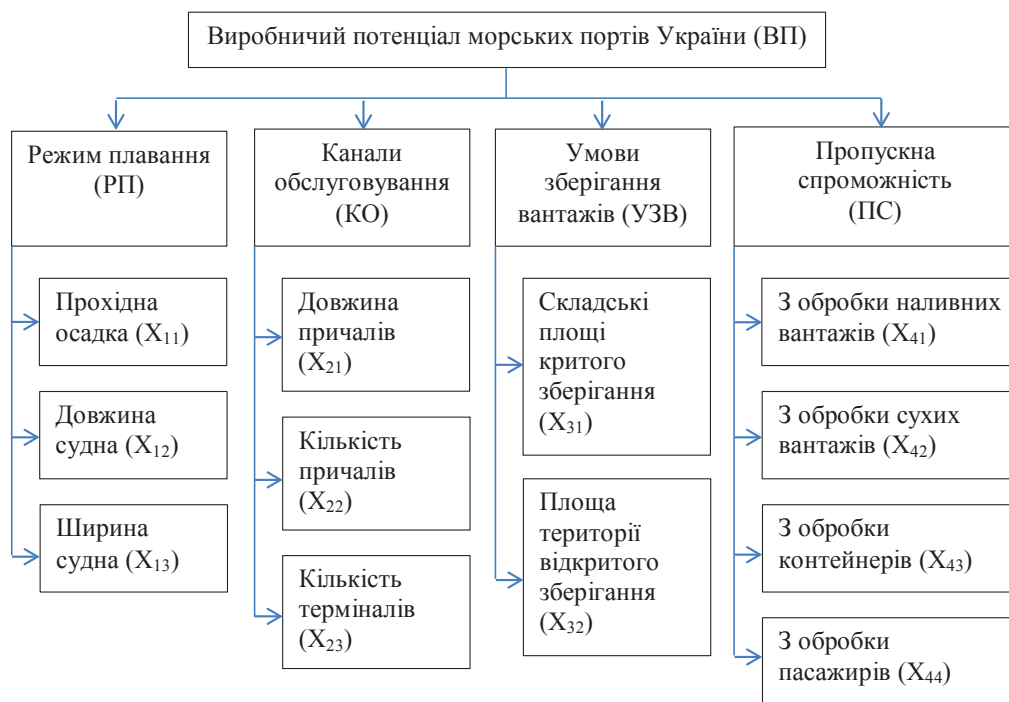 Виробничий потенціал морських портів України (ВП)
Режим плавання
(РП)
Прохідна
осадка (X₁₁)
Довжина
судна (X₁₂)
Ширина
судна (X₁₃)
Канали
обслуговування
(КО)
Довжина
причалів
(X₂₁)
Кількість
причалів
(X₂₂)
Кількість
терміналів
(X₂₃)
Умови
зберігання
вантажів (УЗВ)
Складські
площі
критого
зберігання
(X₃₁)
Площа
території
відкритого
зберігання
(X₃₂)
Пропускна
спроможність
(ПС)
З обробки наливних
вантажів (X₄₁)
З обробки сухих
вантажів (X₄₂)
З обробки
контейнерів (X₄₃)
З обробки
пасажирів (X₄₄)